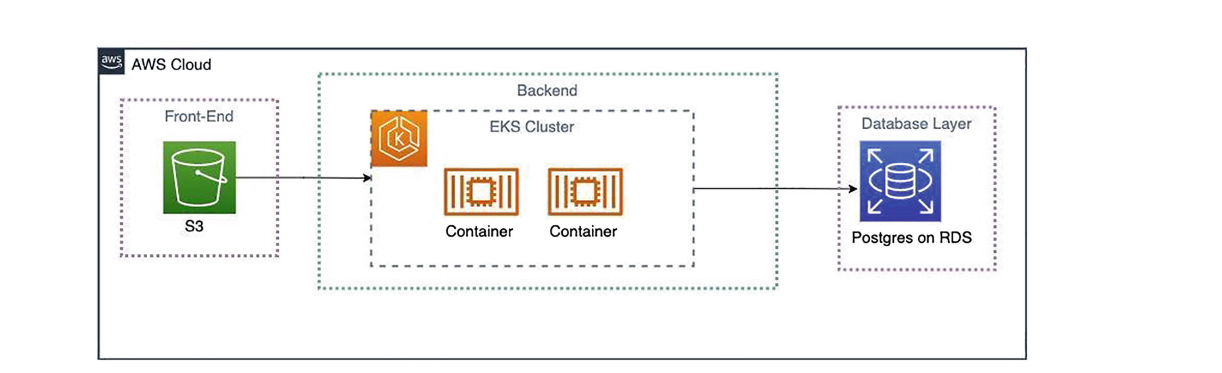 aws
AWS Cloud
Front-End
S3
Backend
EKS Cluster
K
Container
Container
Database Layer
Postgres on RDS